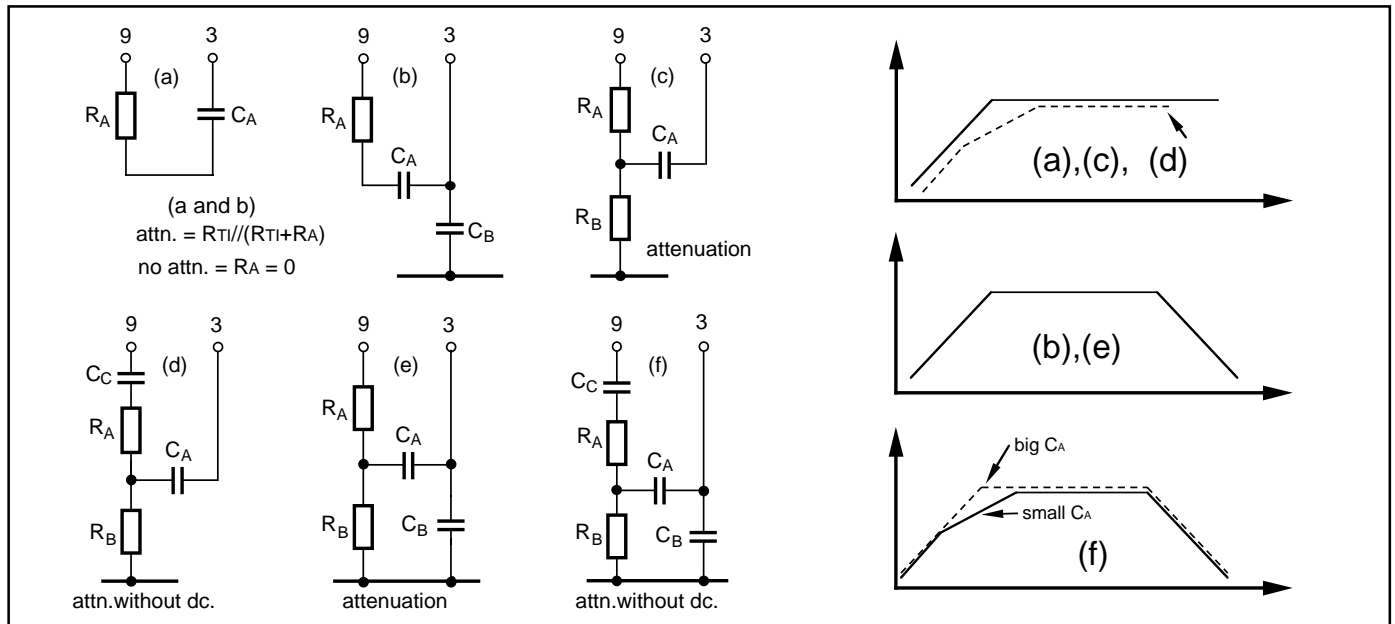 9 3
(a)
RA
CA
(a and b)
attn. = RTI//(RTI+RA)
no attn. = RA = 0
9 3
(b)
RA
CA
CB
9 3
(c)
RA
CA
RB
attenuation
(a),(c), (d)
(b),(e)
9 3
(d)
CC
RA
CA
RB
attn.without dc.
9 3
(e)
RA
CA
RB
CB
attenuation
9 3
(f)
CC
RA
CA
RB
CB
attn.without dc.
big CA
small CA
(f)